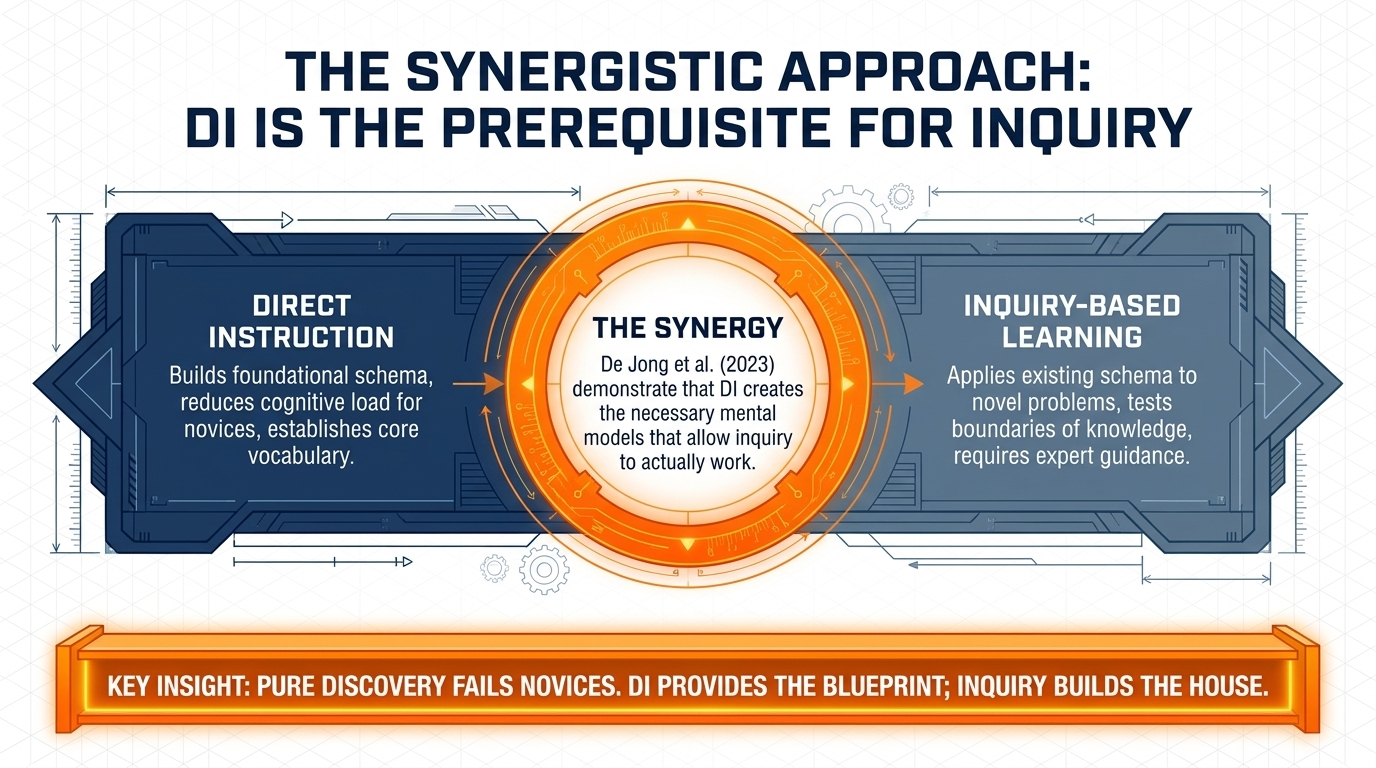 THE SYNERGISTIC APPROACH:
DI IS THE PREREQUISITE FOR INQUIRY
DIRECT
INSTRUCTION
Builds foundational schema,
reduces cognitive load for
novices, establishes core
vocabulary.
THE SYNERGY
De Jong et al. (2023)
demonstrate that DI creates
the necessary mental
models that allow inquiry
to actually work.
INQUIRY-BASED
LEARNING
Applies existing schema to
novel problems, tests
boundaries of knowledge,
requires expert guidance.
KEY INSIGHT: PURE DISCOVERY FAILS NOVICES. DI PROVIDES THE BLUEPRINT; INQUIRY BUILDS THE HOUSE.